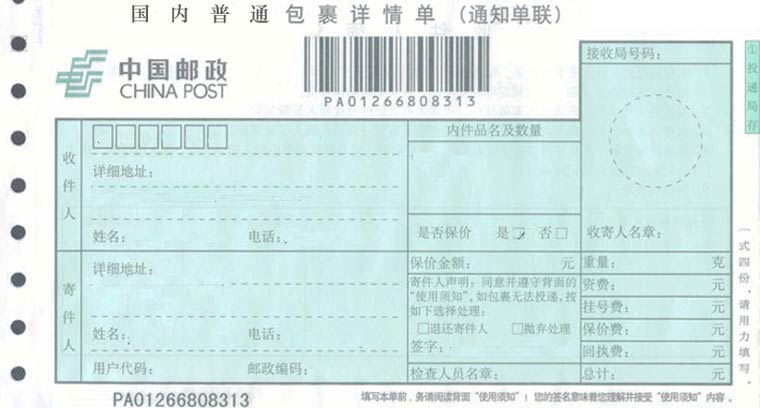 国内普通包裹详情单（通知单联）
中国邮政
CHINA POST
PA01266808313
接收局号码：
①投递局存
收件人
详细地址：
姓名： 电话：
内件品名及数量
是否保价 是□ 否□
收寄人名章：
寄件人
详细地址：
姓名： 电话：
用户代码： 邮政编码：
保价金额： 元
寄件人声明：同意并遵守背面的
“使用须知”。如包裹无法投递，按
如下选择处理：
□退还寄件人 □抛弃处理
签字：
检查人员名章：
重量： 克
资费： 元
挂号费： 元
保价费： 元
回执费： 元
总计： 元
一式四份，请用力填写。
PA01266808313
填写本单前，务请阅读背面“使用须知”！您的签名意味着您理解并接受“使用须知”内容。